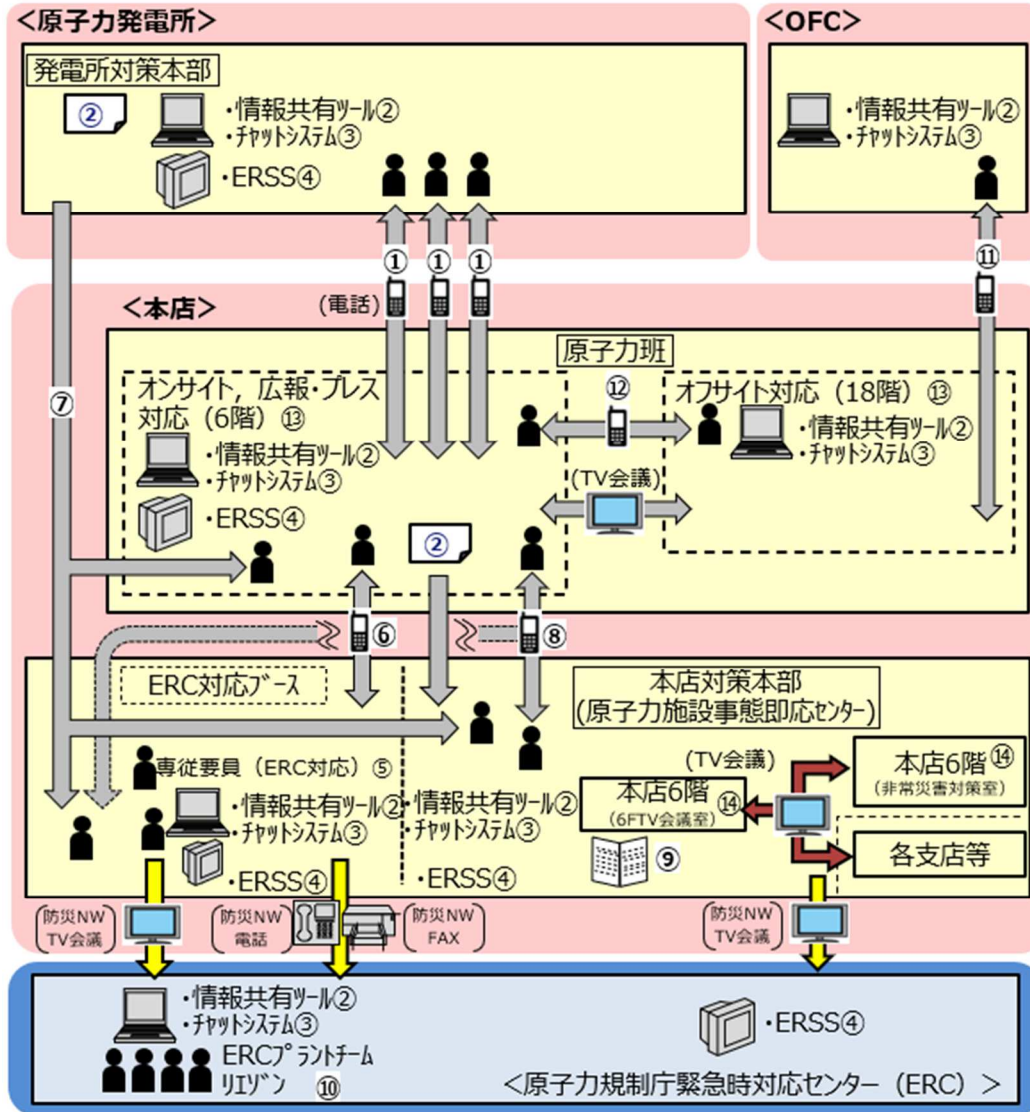 ＜原子力発電所＞
発電所対策本部
②
・情報共有ﾂｰﾙ②
・ﾁｬｯﾄｼｽﾃﾑ③
・ERSS④
＜OFC＞
・情報共有ﾂｰﾙ②
・ﾁｬｯﾄｼｽﾃﾑ③
① ① ①
⑪
(電話)
＜本店＞
原子力班
⑦
オンサイト，広報・プレス
対応（6階）⑬
・情報共有ﾂｰﾙ②
・ﾁｬｯﾄｼｽﾃﾑ③
・ERSS④
⑫
(TV会議)
オフサイト対応（18階）⑬
・情報共有ﾂｰﾙ②
・ﾁｬｯﾄｼｽﾃﾑ③
②
⑥
⑧
ERC対応ﾌﾞｰｽ
本店対策本部
(原子力施設事態即応ｾﾝﾀｰ)
専従要員（ERC対応）⑤
・情報共有ﾂｰﾙ②
・ﾁｬｯﾄｼｽﾃﾑ③
・ERSS④
・情報共有ﾂｰﾙ②
・ﾁｬｯﾄｼｽﾃﾑ③
・ERSS④
(TV会議)
本店6階⑭
(6FTV会議室)
⑨
本店6階⑭
(非常災害対策室)
各支店等
防災NW
TV会議
防災NW
電話
防災NW
FAX
防災NW
TV会議
・情報共有ﾂｰﾙ②
・ﾁｬｯﾄｼｽﾃﾑ③
ERCﾌﾟﾗﾝﾄﾁｰﾑ
ﾘｴｿﾞﾝ ⑩
・ERSS④
＜原子力規制庁緊急時対応センター（ERC）＞